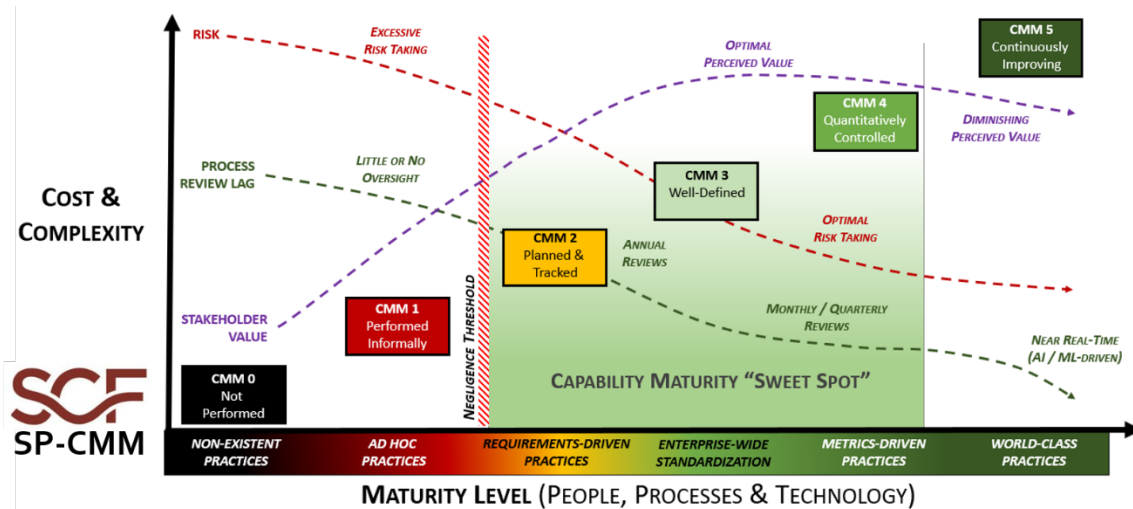 RISK
EXCESSIVE
RISK TAKING
OPTIMAL
PERCEIVED VALUE
CMM 5
Continuously
Improving
CMM 4
Quantitatively
Controlled
DIMINISHING
PERCEIVED VALUE
PROCESS
REVIEW LAG
LITTLE OR NO
OVERSIGHT
CMM 3
Well-Defined
COST &
COMPLEXITY
CMM 2
Planned &
Tracked
ANNUAL
REVIEWS
OPTIMAL
RISK TAKING
STAKEHOLDER
VALUE
CMM 1
Performed
Informally
NEGLIGENCE THRESHOLD
MONTHLY / QUARTERLY
REVIEWS
NEAR REAL-TIME
(AI / ML-DRIVEN)
CMM 0
Not
Performed
CAPABILITY MATURITY “SWEET SPOT”
SCF
SP-CMM
NON-EXISTENT
PRACTICES
AD HOC
PRACTICES
REQUIREMENTS-DRIVEN
PRACTICES
ENTERPRISE-WIDE
STANDARDIZATION
METRICS-DRIVEN
PRACTICES
WORLD-CLASS
PRACTICES
MATURITY LEVEL (PEOPLE, PROCESSES & TECHNOLOGY)